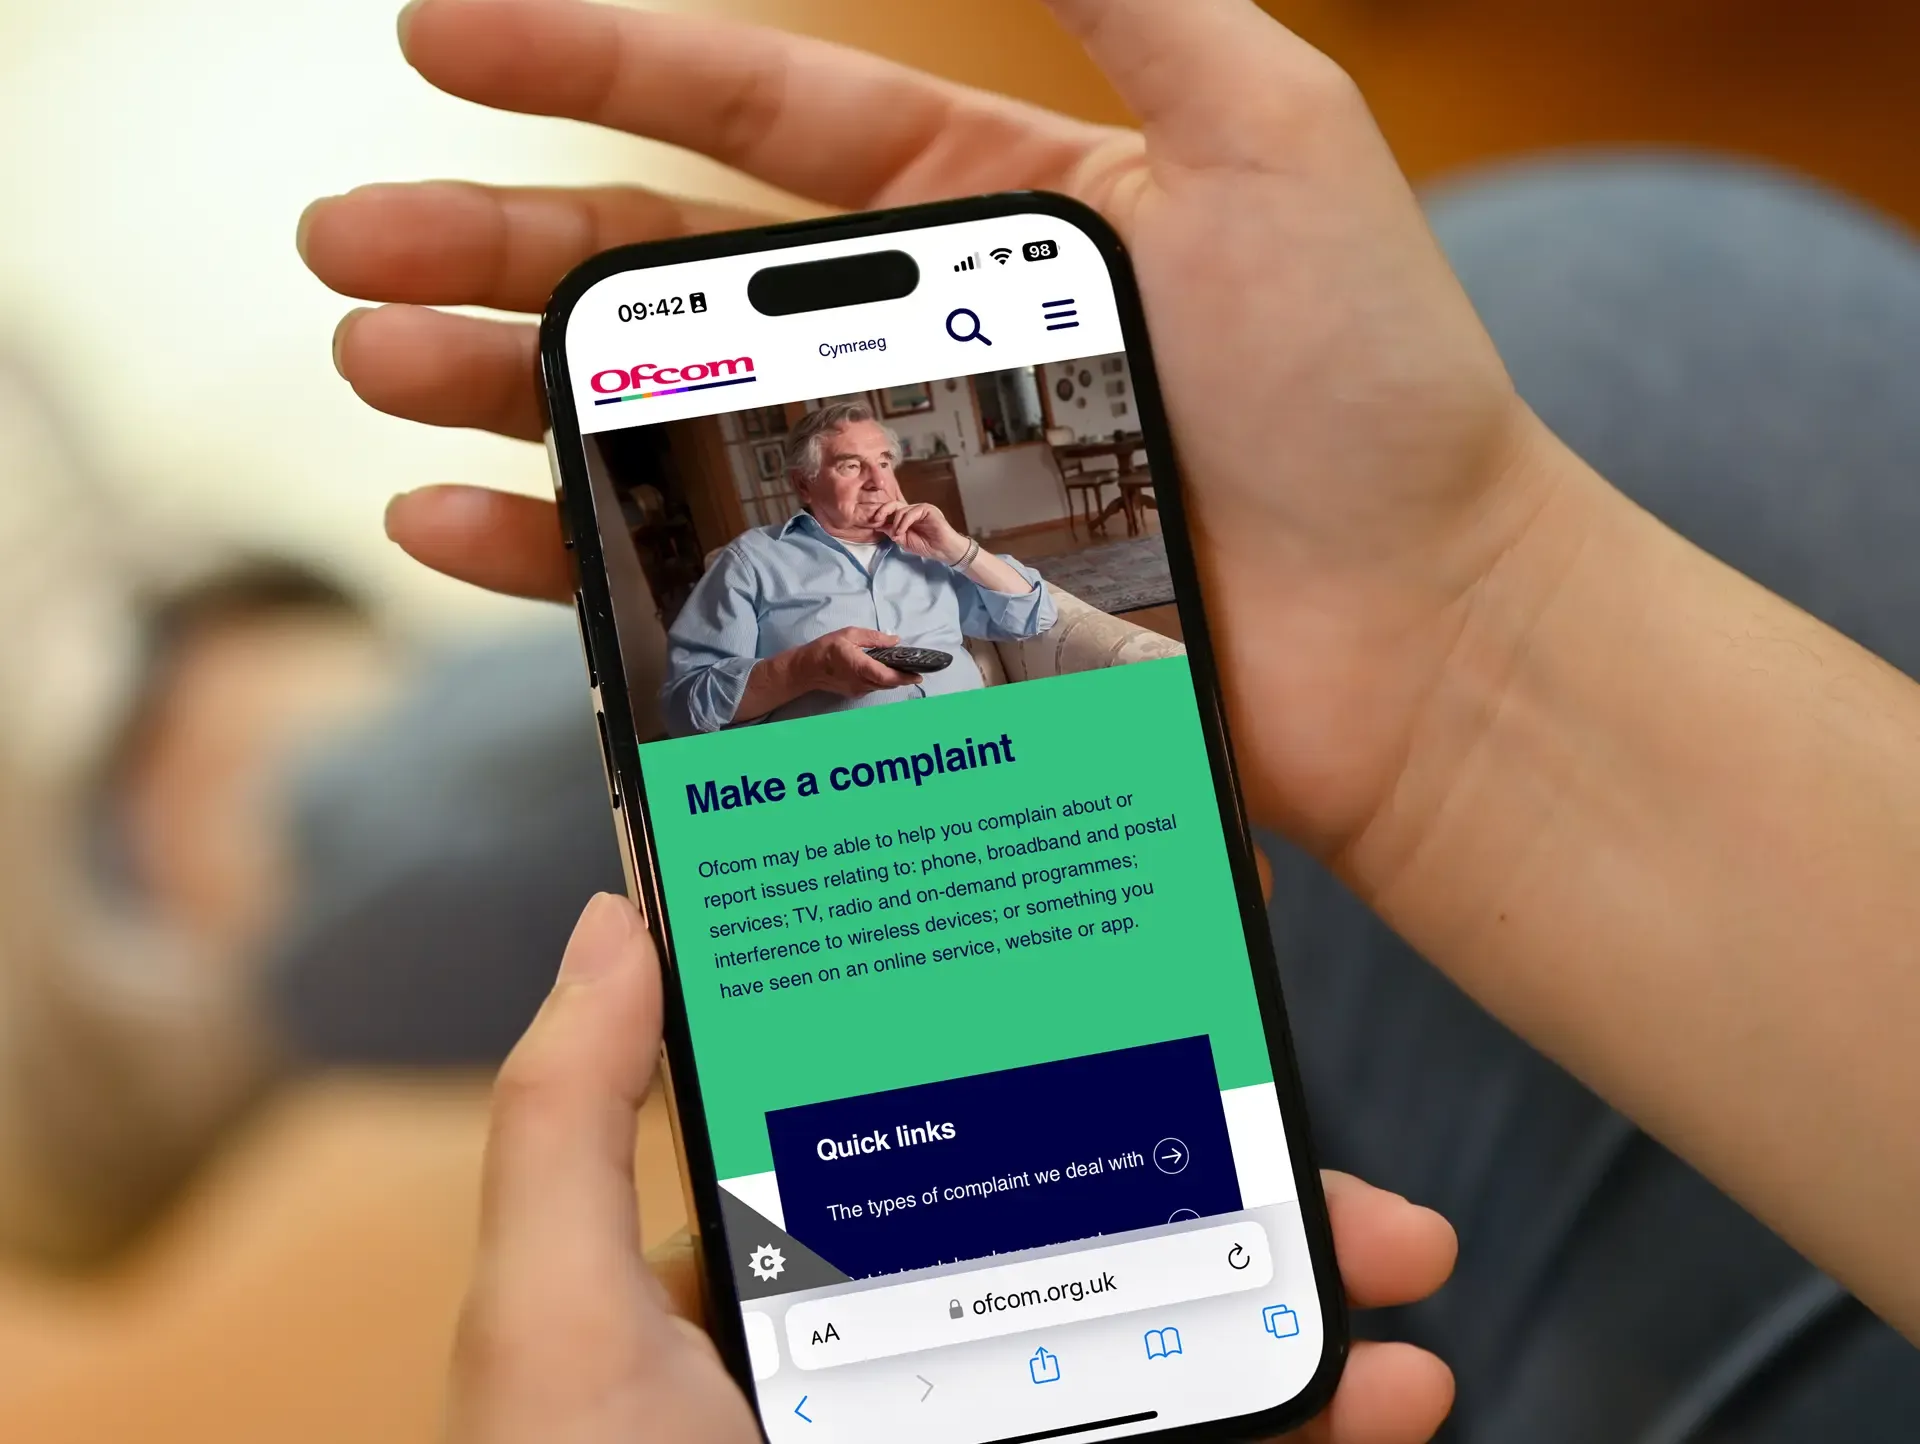 09:42
98
Ofcom
Cymraeg
Make a complaint
Ofcom may be able to help you complain about or
report issues relating to: phone, broadband and postal
services; TV, radio and on-demand programmes;
interference to wireless devices; or something you
have seen on an online service, website or app.
Quick links
The types of complaint we deal with
C
AA
ofcom.org.uk